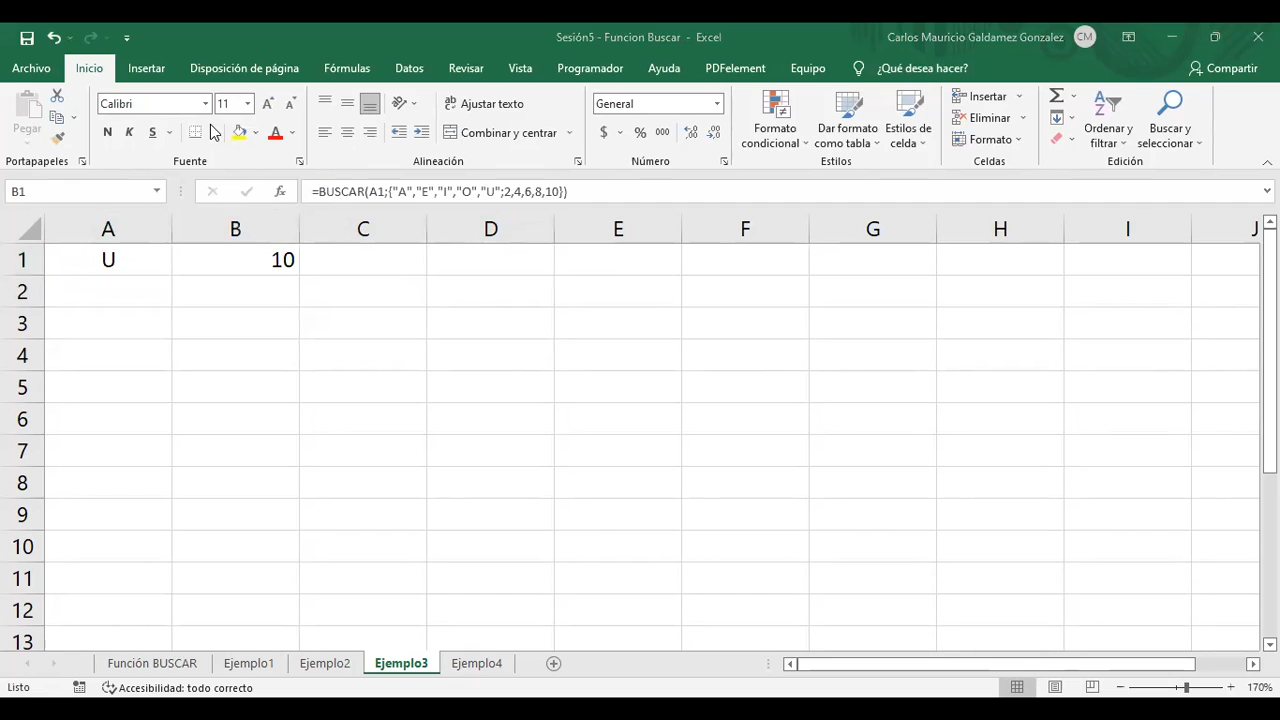 Sesión5 - Funcion Buscar - Excel
Carlos Mauricio Galdamez Gonzalez
CM
Archivo
Inicio
Insertar
Disposición de página
Fórmulas
Datos
Revisar
Vista
Programador
Ayuda
PDFelement
Equipo
¿Qué desea hacer?
Compartir
Pegar
Portapapeles
Calibri
11
N K S
Fuente
Ajustar texto
Combinar y centrar
Alineación
General
$ % 000
Número
Formato condicional
Dar formato como tabla
Estilos de celda
Estilos
Insertar
Eliminar
Formato
Celdas
Ordenar y filtrar
Buscar y seleccionar
Edición
B1
fx
=BUSCAR(A1;{"A","E","I","O","U";2,4,6,8,10})
A B C D E F G H I J
1 U 10
2
3
4
5
6
7
8
9
10
11
12
13
Función BUSCAR
Ejemplo1
Ejemplo2
Ejemplo3
Ejemplo4
Listo
Accesibilidad: todo correcto
170%